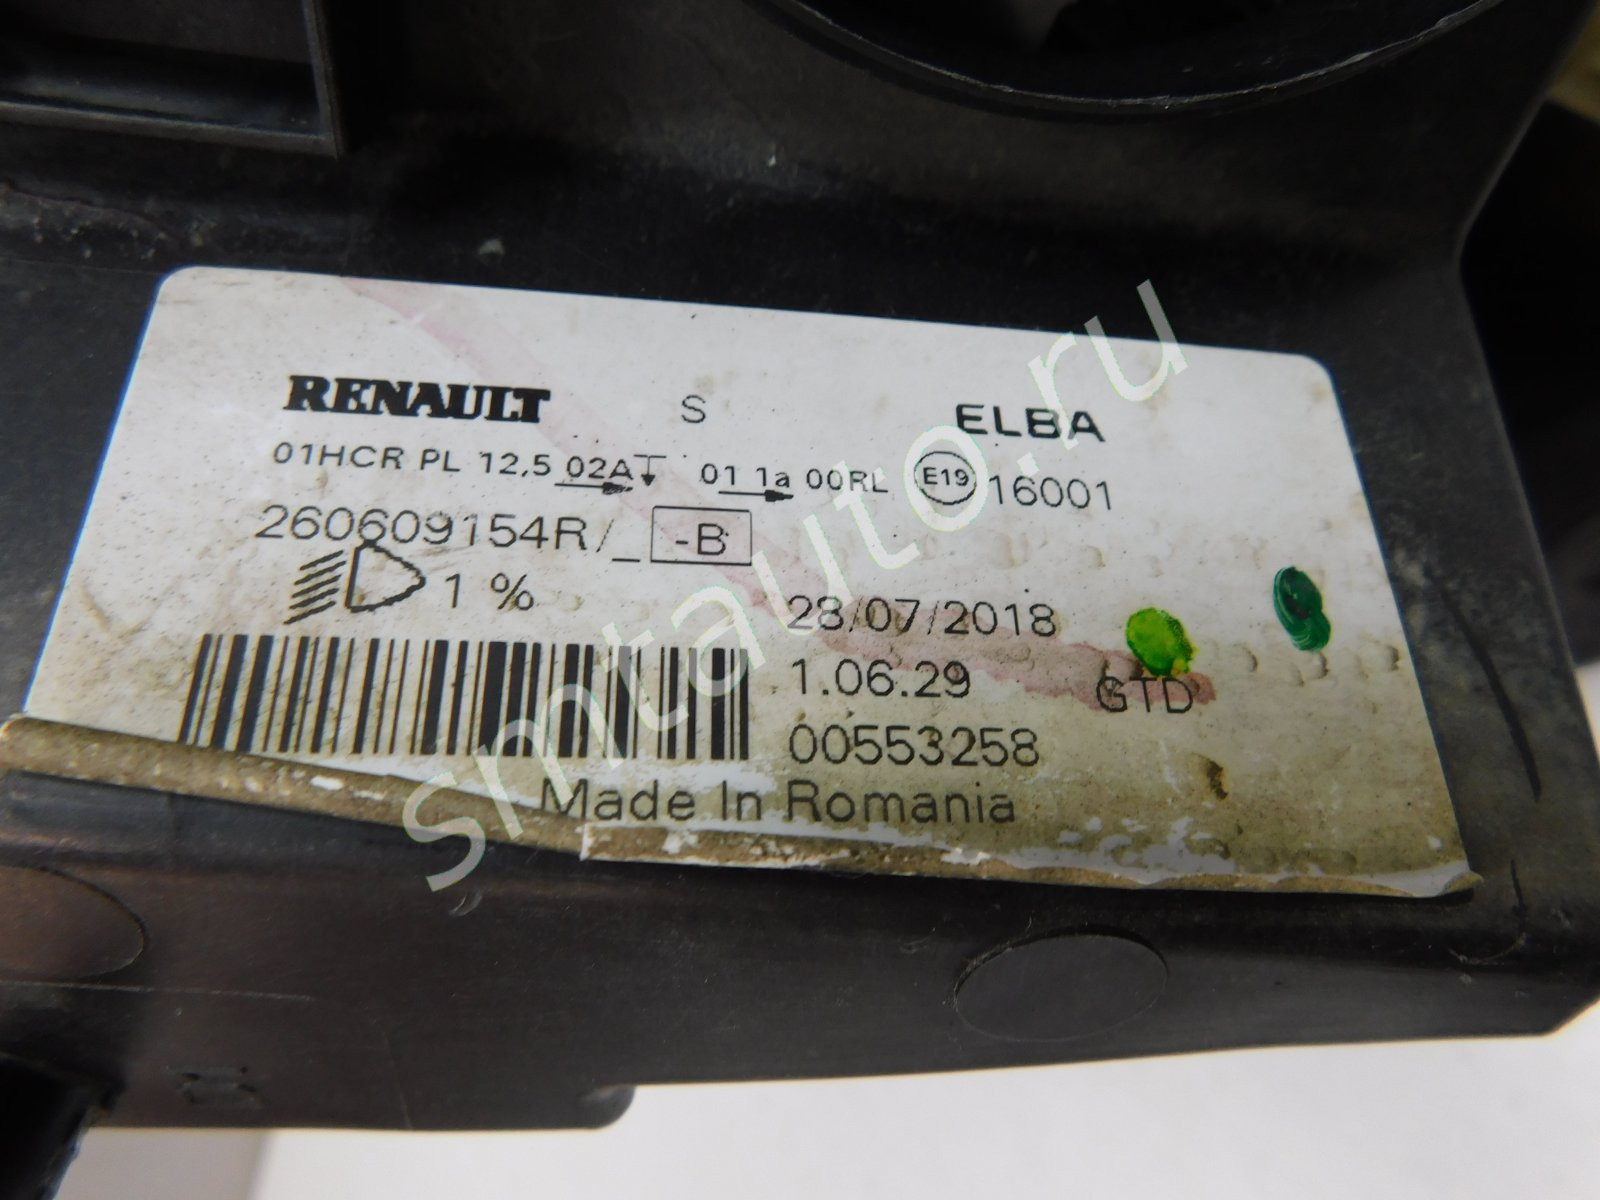 RENAULT S ELBA
01HCR PL 12,5 02A 01 1a 00RL E19 16001
260609154R/_ -B
1 %
28/07/2018
1.06.29 GTD
00553258
Made In Romania
smtauto.ru